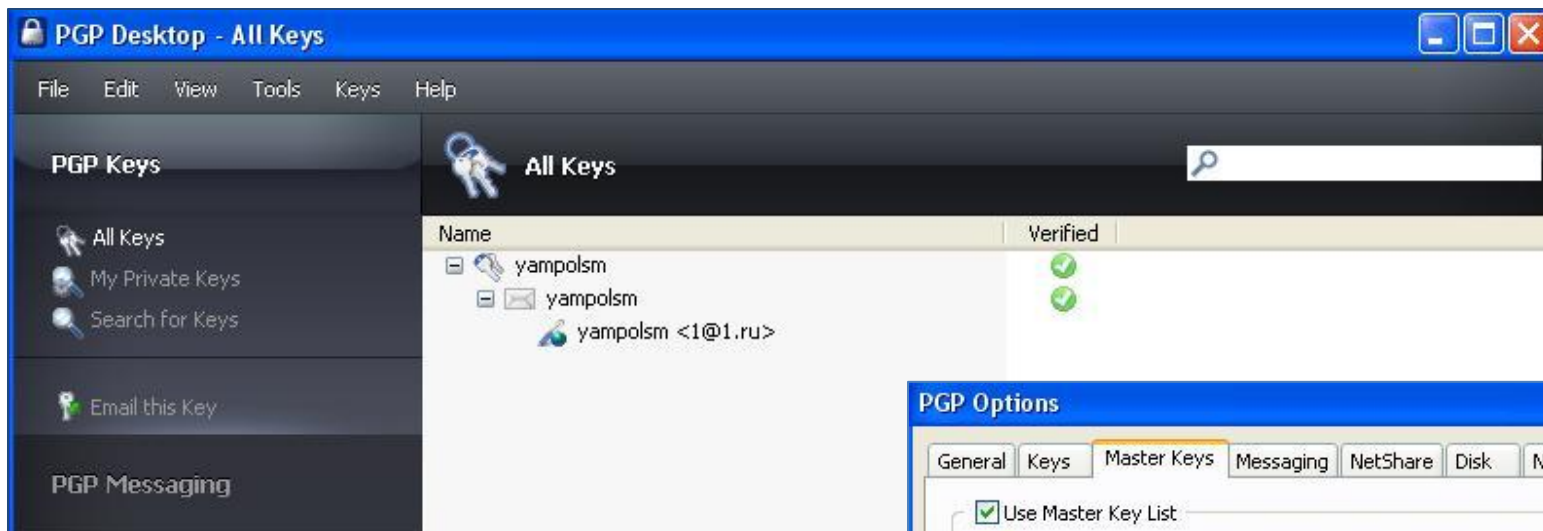 PGP Desktop - All Keys
File Edit View Tools Keys Help
PGP Keys
All Keys
My Private Keys
Search for Keys
Email this Key
PGP Messaging
All Keys
Name Verified
yampolsm
yampolsm
yampolsm <1@1.ru>
PGP Options
General Keys Master Keys Messaging NetShare Disk N
Use Master Key List